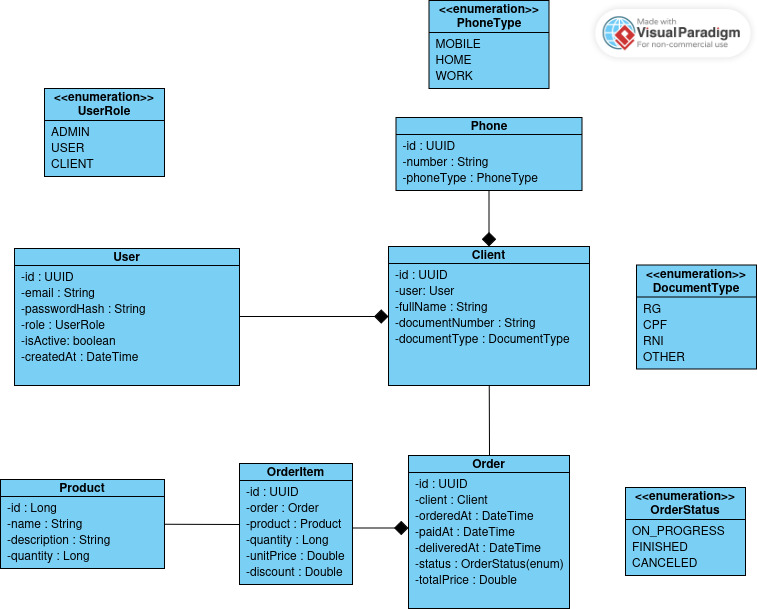 <<enumeration>>
PhoneType
MOBILE
HOME
WORK
Made with
VisualParadigm
For non-commercial use
<<enumeration>>
UserRole
ADMIN
USER
CLIENT
Phone
-id : UUID
-number : String
-phoneType : PhoneType
User
-id : UUID
-email : String
-passwordHash : String
-role : UserRole
-isActive: boolean
-createdAt : DateTime
Client
-id : UUID
-user: User
-fullName : String
-documentNumber : String
-documentType : DocumentType
<<enumeration>>
DocumentType
RG
CPF
RNI
OTHER
Product
-id : Long
-name : String
-description : String
-quantity : Long
OrderItem
-id : UUID
-order : Order
-product : Product
-quantity : Long
-unitPrice : Double
-discount : Double
Order
-id : UUID
-client : Client
-orderedAt : DateTime
-paidAt : DateTime
-deliveredAt : DateTime
-status : OrderStatus(enum)
-totalPrice : Double
<<enumeration>>
OrderStatus
ON_PROGRESS
FINISHED
CANCELED